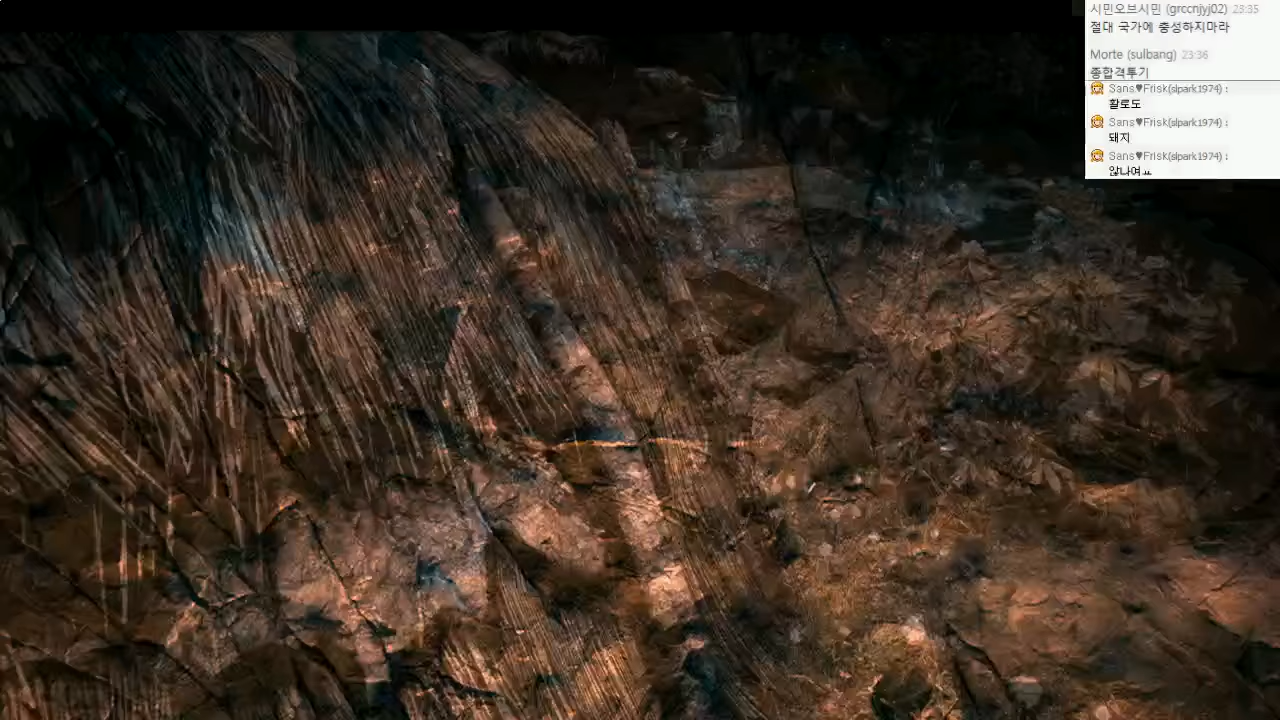 시민오브시민 (grccnjyj02) 23:35
절대 국가에 충성하지마라
Morte (sulbang) 23:36
종합격투기
Sans♥Frisk(slpark1974) :
활로도
Sans♥Frisk(slpark1974) :
돼지
Sans♥Frisk(slpark1974) :
않나여ㅛ